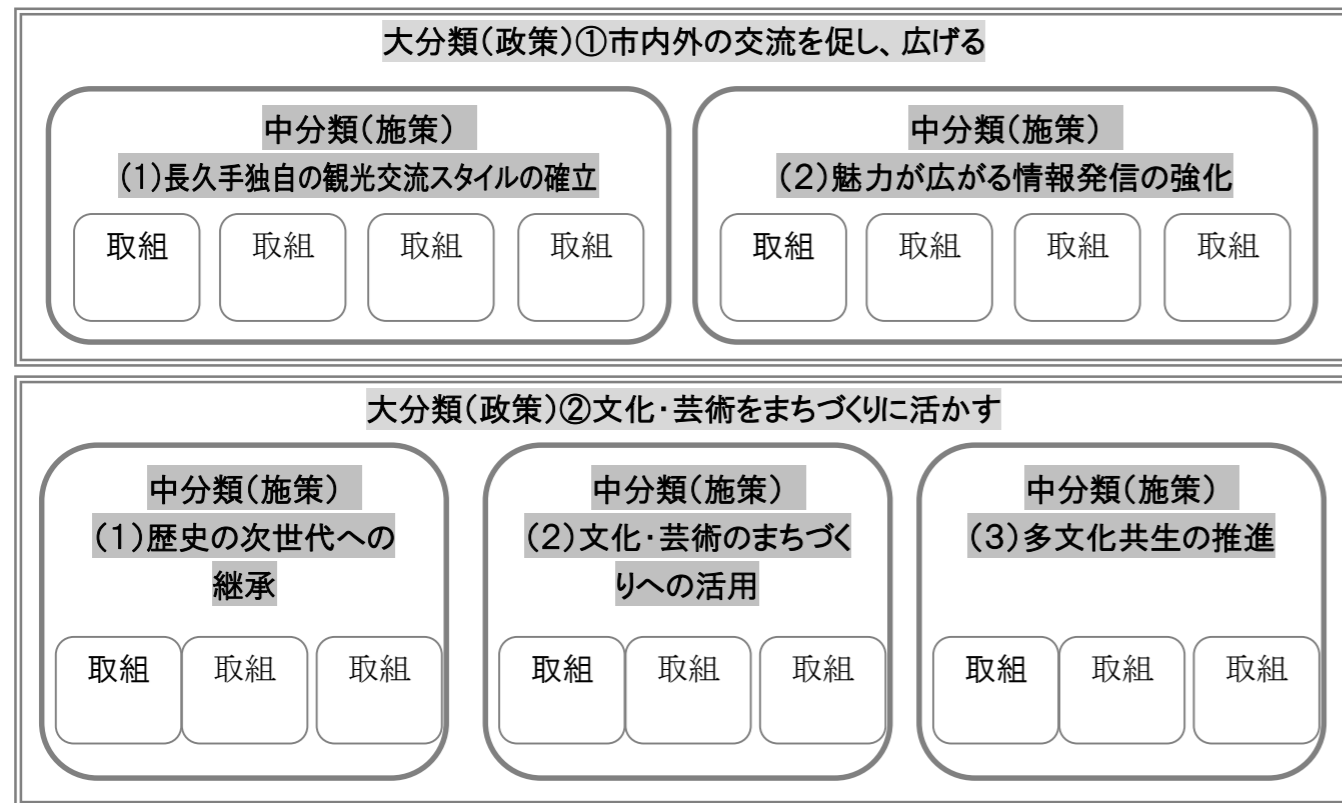 大分類(政策)①市内外の交流を促し、広げる
中分類(施策)
(1)長久手独自の観光交流スタイルの確立
取組
取組
取組
取組
中分類(施策)
(2)魅力が広がる情報発信の強化
取組
取組
取組
取組
大分類(政策)②文化・芸術をまちづくりに活かす
中分類(施策)
(1)歴史の次世代への
継承
取組
取組
取組
中分類(施策)
(2)文化・芸術のまちづく
りへの活用
取組
取組
取組
中分類(施策)
(3)多文化共生の推進
取組
取組
取組